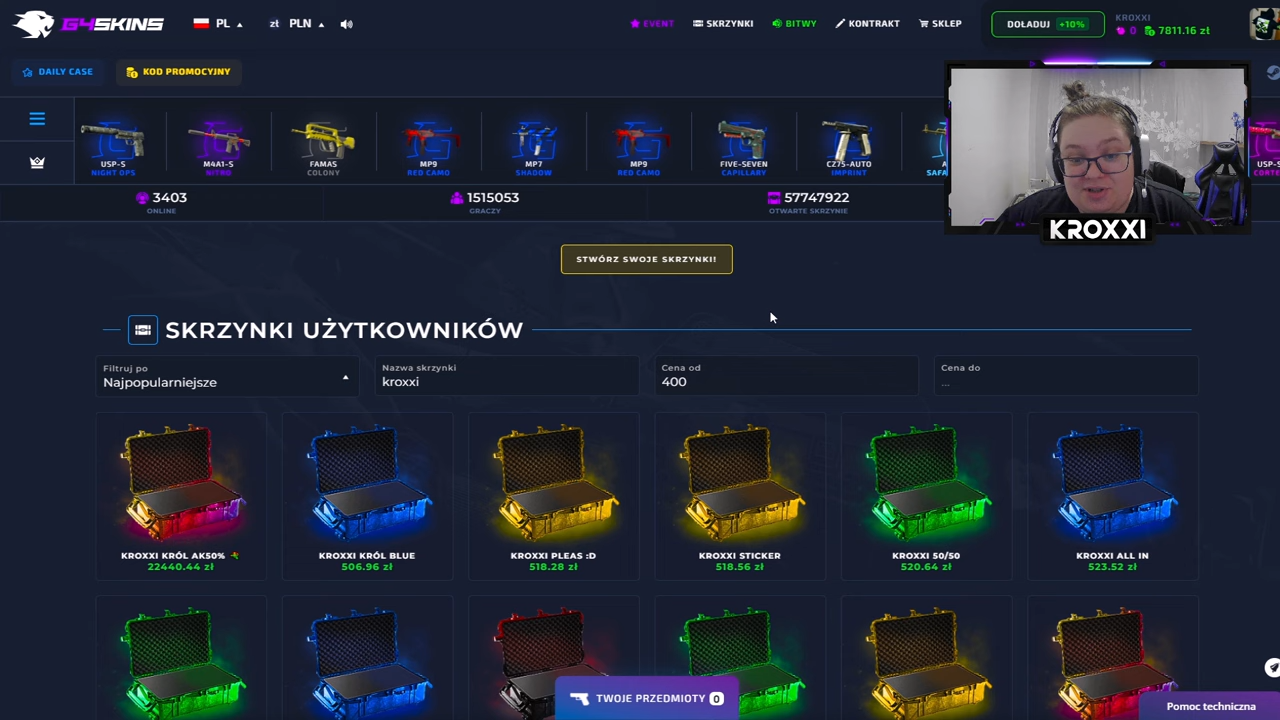 G4SKINS
PL
zł PLN
EVENT
SKRZYNKI
BITWY
KONTRAKT
SKLEP
DOŁADUJ +10%
KROXXI
0 7811.16 zł
DAILY CASE
KOD PROMOCYJNY
USP-S
NIGHT OPS
M4A1-S
NITRO
FAMAS
COLONY
MP9
RED CAMO
MP7
SHADOW
MP9
RED CAMO
FIVE-SEVEN
CAPILLARY
CZ75-AUTO
IMPRINT
KROXXI
3403
ONLINE
1515053
GRACZY
57747922
OTWARTE SKRZYNIE
STWÓRZ SWOJE SKRZYNKI!
SKRZYNKI UŻYTKOWNIKÓW
Filtruj po
Najpopularniejsze
Nazwa skrzynki
kroxxi
Cena od
400
Cena do
...
KROXXI KRÓL AK50%
22440.44 zł
KROXXI KRÓL BLUE
506.96 zł
KROXXI PLEAS :D
518.28 zł
KROXXI STICKER
518.56 zł
KROXXI 50/50
520.64 zł
KROXXI ALL IN
523.52 zł
TWOJE PRZEDMIOTY 0
Pomoc techniczna